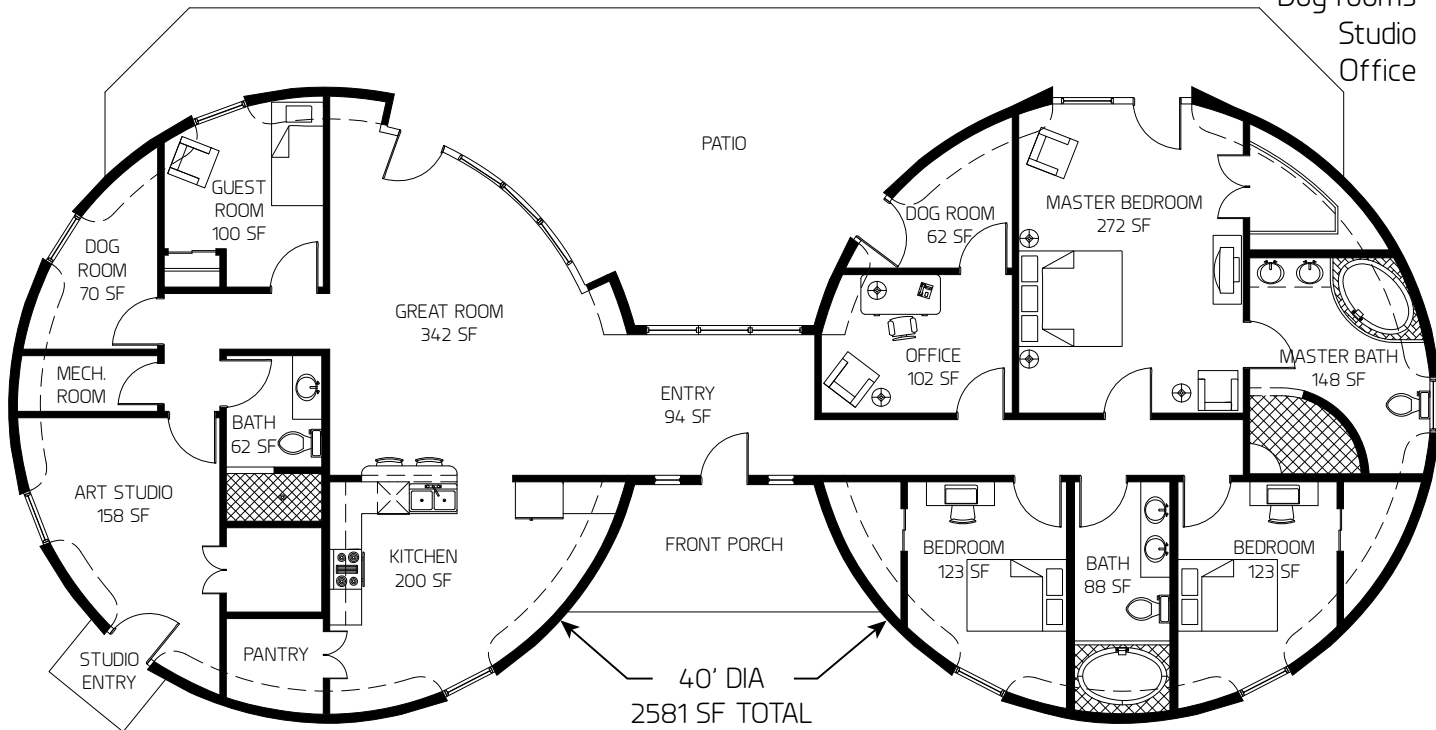 Dog rooms
Studio
Office
PATIO
GUEST
ROOM
100 SF
DOG
ROOM
70 SF
MECH.
ROOM
GREAT ROOM
342 SF
BATH
62 SF
ART STUDIO
158 SF
STUDIO
ENTRY
PANTRY
KITCHEN
200 SF
ENTRY
94 SF
FRONT PORCH
40' DIA
2581 SF TOTAL
DOG ROOM
62 SF
OFFICE
102 SF
MASTER BEDROOM
272 SF
MASTER BATH
148 SF
BEDROOM
123 SF
BATH
88 SF
BEDROOM
123 SF